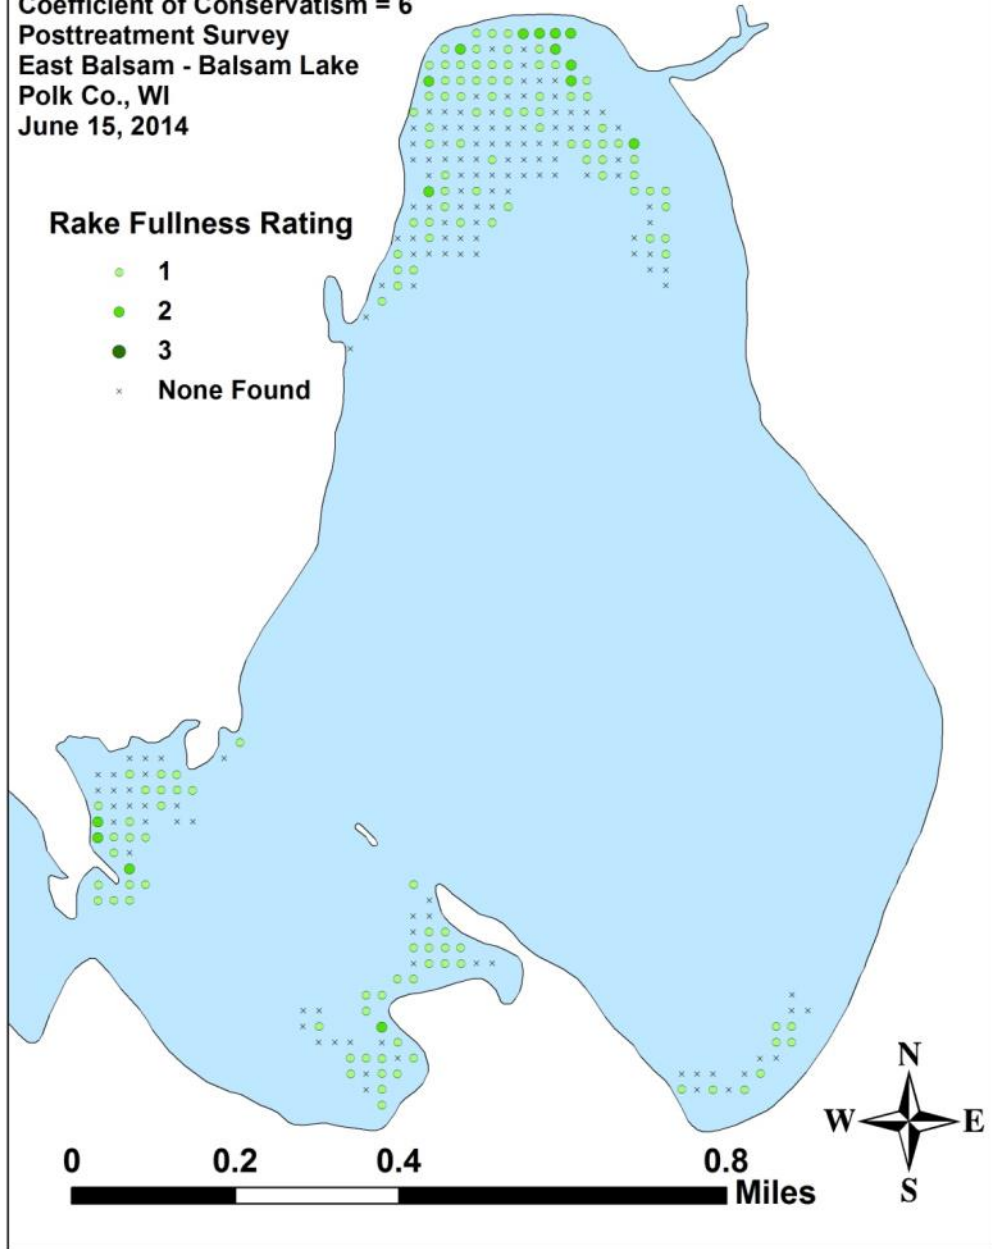 Coefficient of Conservatism = 6
Posttreatment Survey
East Balsam - Balsam Lake
Polk Co., WI
June 15, 2014
Rake Fullness Rating
1
2
3
None Found
N
W E
S
0 0.2 0.4 0.8
Miles